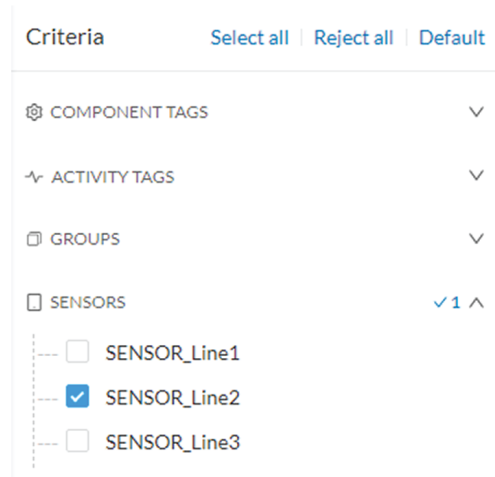 Criteria Select all Reject all Default
COMPONENT TAGS
ACTIVITY TAGS
GROUPS
SENSORS 1
SENSOR_Line1
SENSOR_Line2
SENSOR_Line3